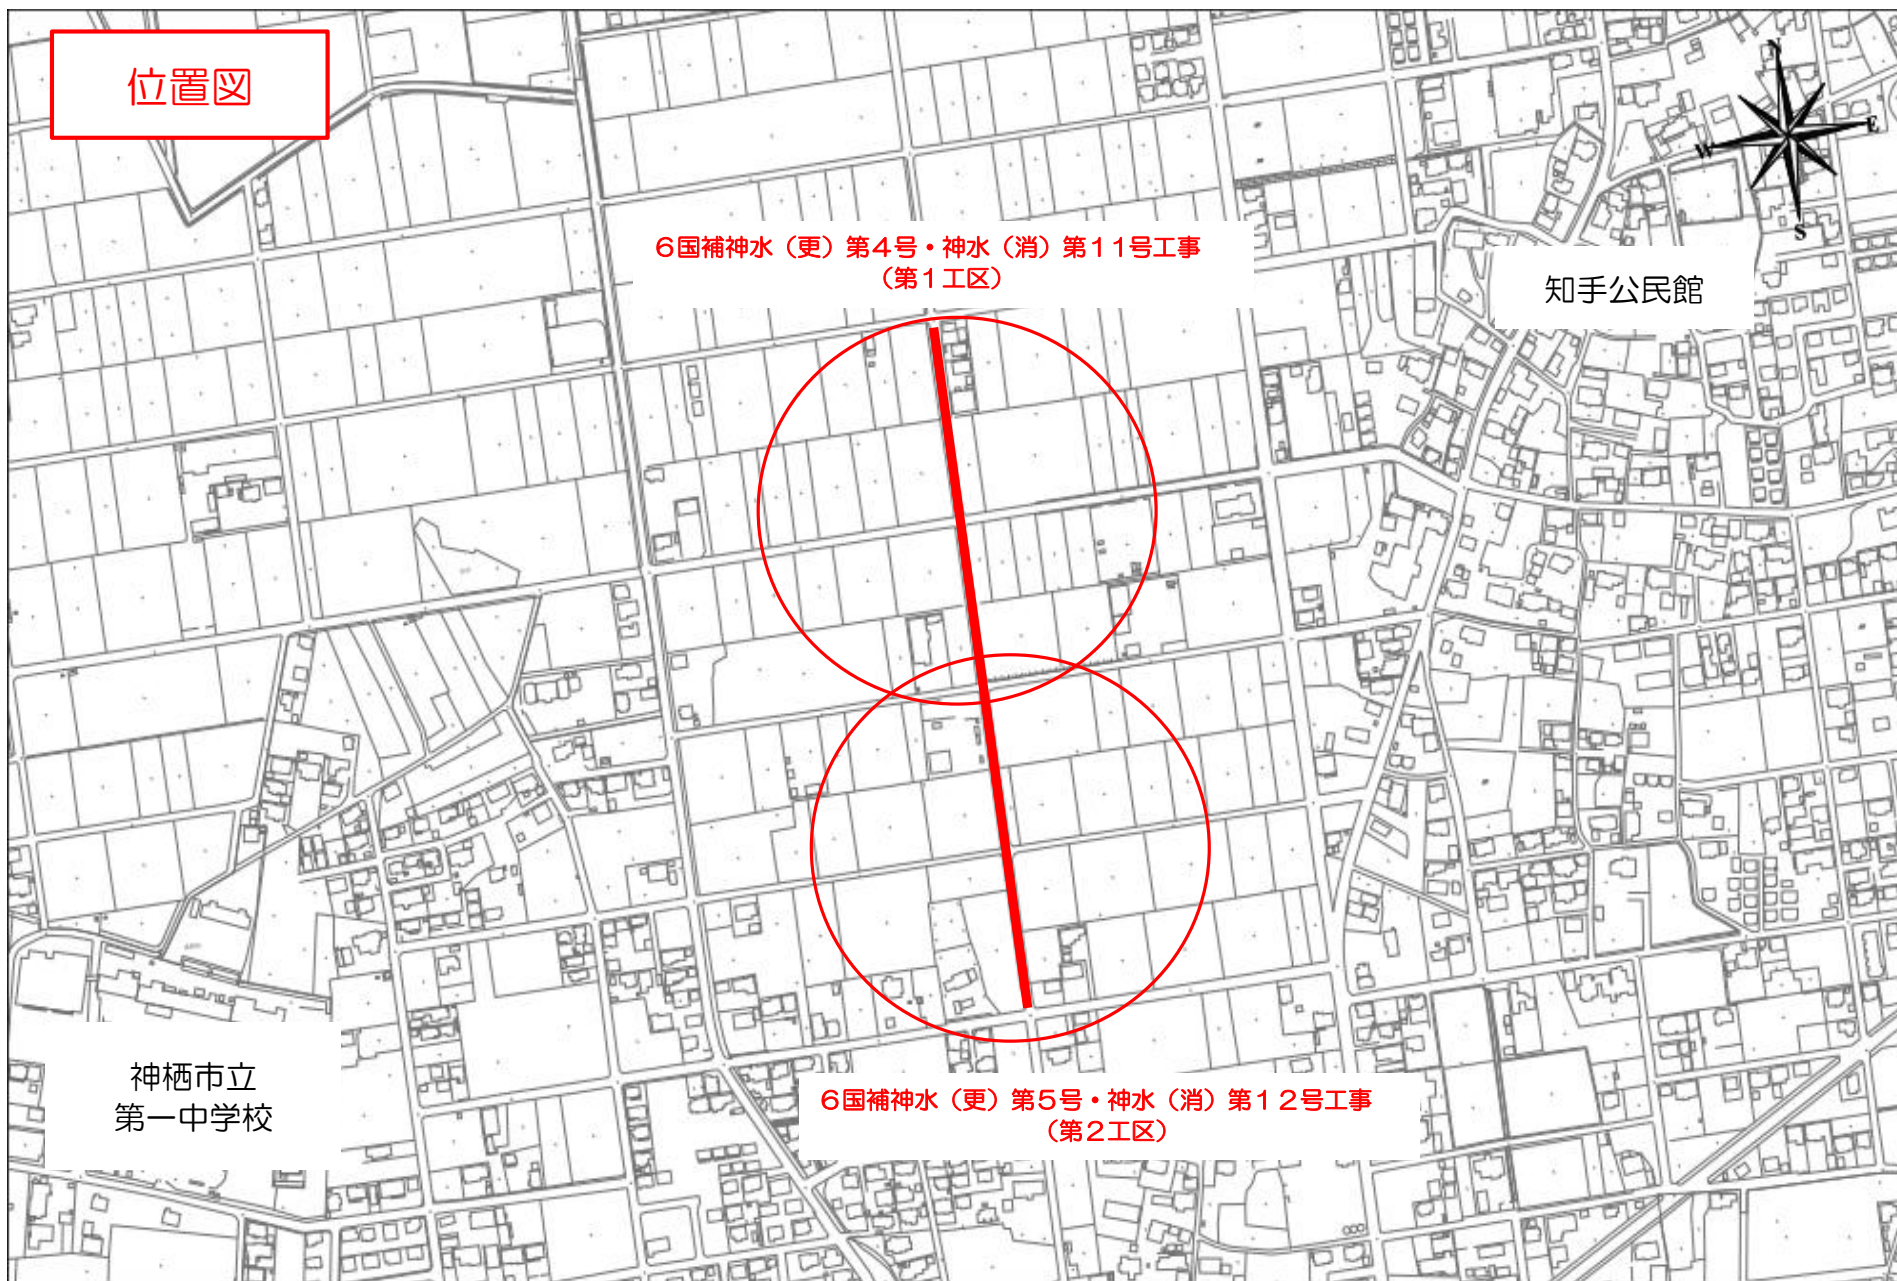 位置図
N
E
W
S
6国補神水（更）第4号・神水（消）第11号工事
（第1工区）
知手公民館
神栖市立
第一中学校
6国補神水（更）第5号・神水（消）第12号工事
（第2工区）